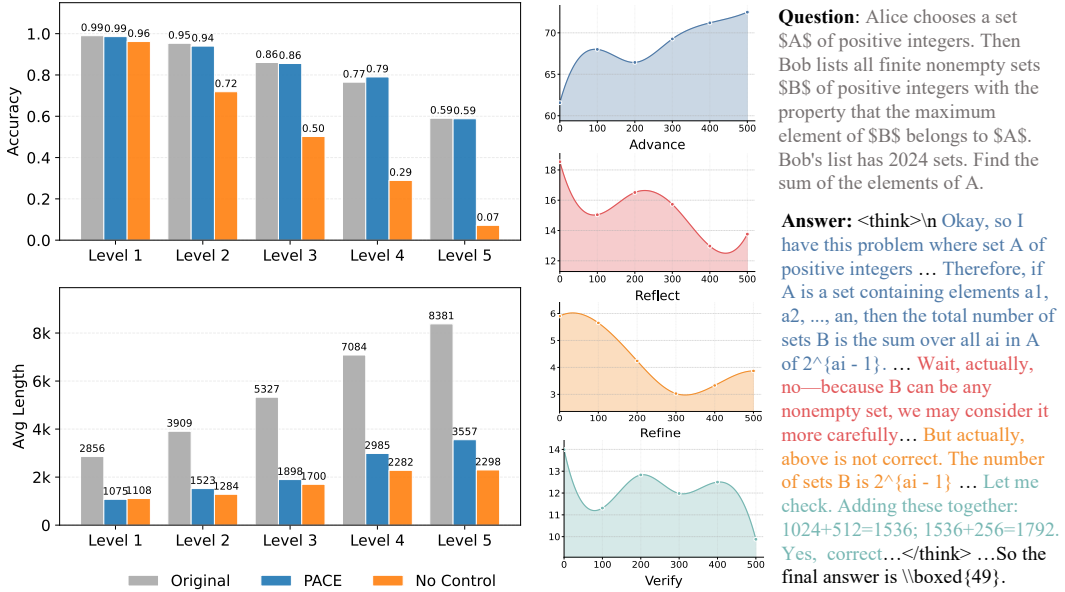 Accuracy
1.0
0.8
0.6
0.4
0.2
0.0
0.99 0.99 0.96
0.95 0.94 0.72
0.86 0.86 0.50
0.77 0.79 0.29
0.59 0.59 0.07
Level 1 Level 2 Level 3 Level 4 Level 5
Avg Length
8k
6k
4k
2k
0
2856 1075 1108
3909 1523 1284
5327 1898 1700
7084 2985 2282
8381 3557 2298
Level 1 Level 2 Level 3 Level 4 Level 5
Original PACE No Control
70
65
60
0 100 200 300 400 500
Advance
18
16
14
12
0 100 200 300 400 500
Reflect
6
5
4
3
0 100 200 300 400 500
Refine
14
13
12
11
10
0 100 200 300 400 500
Verify
Question: Alice chooses a set
$A$ of positive integers. Then
Bob lists all finite nonempty sets
$B$ of positive integers with the
property that the maximum
element of $B$ belongs to $A$.
Bob's list has 2024 sets. Find the
sum of the elements of A.
Answer: <think>\n Okay, so I
have this problem where set A of
positive integers … Therefore, if
A is a set containing elements a1,
a2, ..., an, then the total number of
sets B is the sum over all ai in A
of 2^{ai - 1}. … Wait, actually,
no—because B can be any
nonempty set, we may consider it
more carefully… But actually,
above is not correct. The number
of sets B is 2^{ai - 1} … Let me
check. Adding these together:
1024+512=1536; 1536+256=1792.
Yes, correct…</think> …So the
final answer is \\boxed{49}.